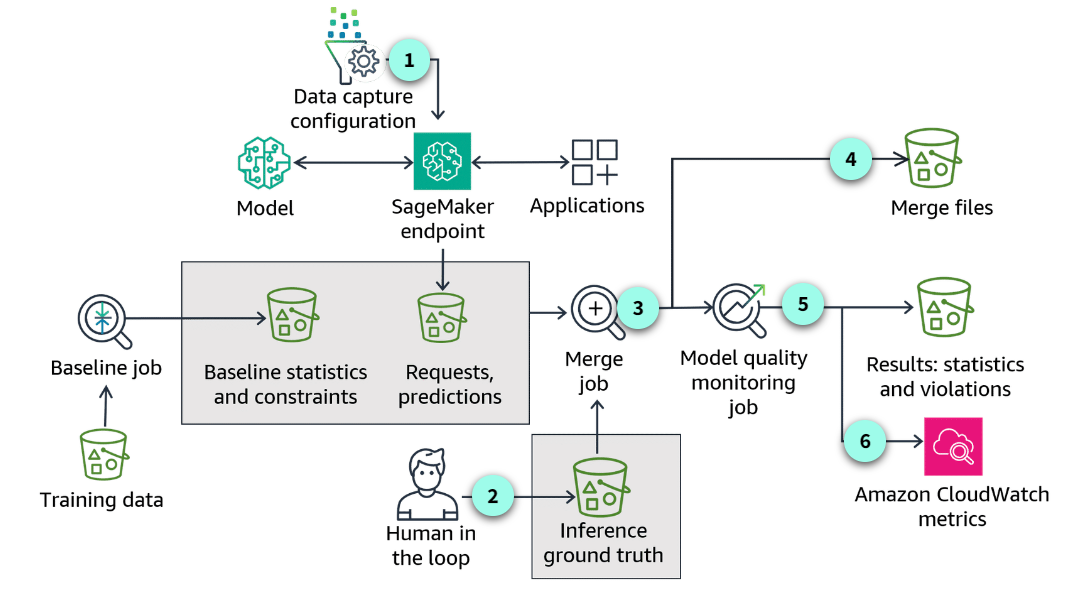 1
Data capture
configuration
Model
SageMaker
endpoint
Applications
4
Merge files
Baseline job
Baseline statistics
and constraints
Requests,
predictions
3
Merge
job
Model quality
monitoring
job
5
Results: statistics
and violations
6
Amazon CloudWatch
metrics
Training data
2
Human in
the loop
Inference
ground truth